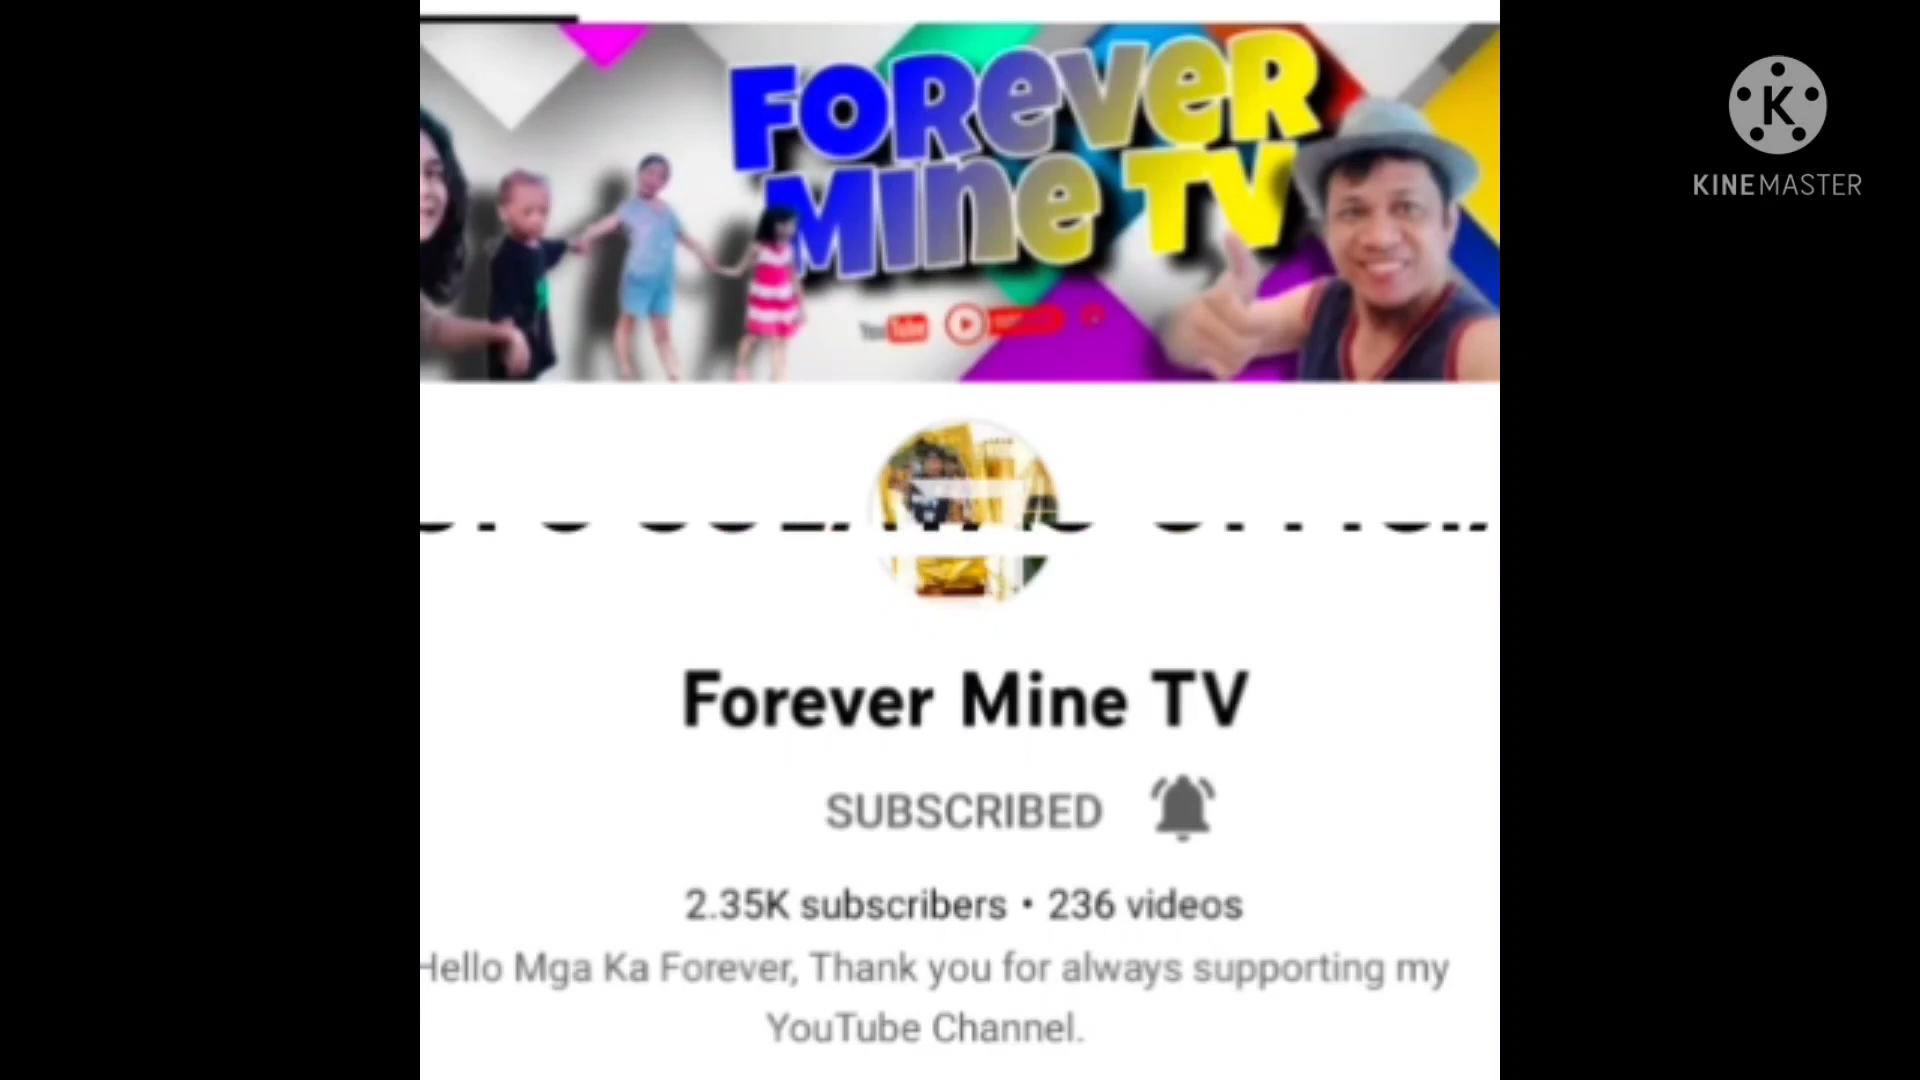 FOREVER
MINE TV
YouTube
KINEMASTER
Forever Mine TV
SUBSCRIBED
2.35K subscribers • 236 videos
Hello Mga Ka Forever, Thank you for always supporting my
YouTube Channel.